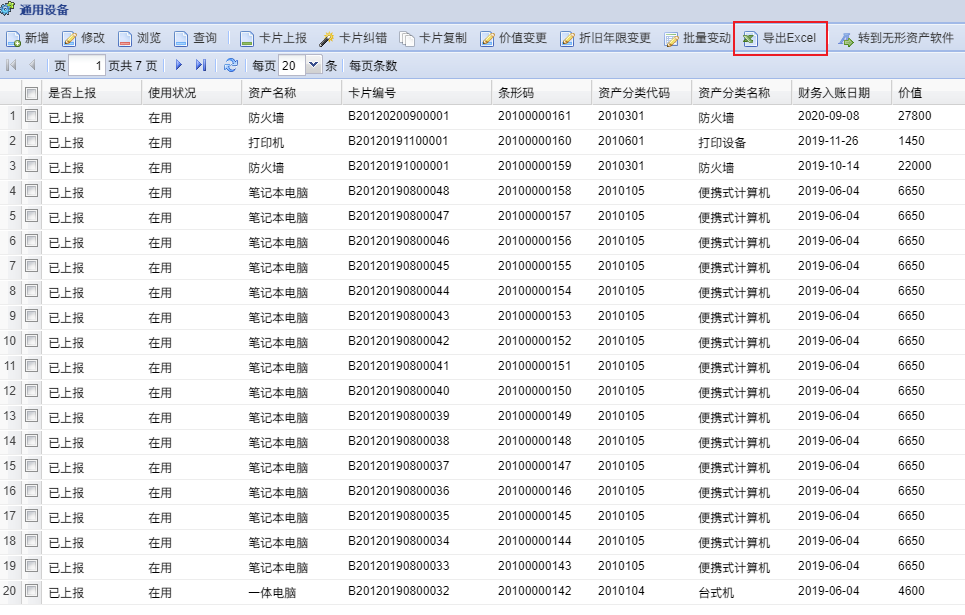 通用设备
新增 修改 浏览 查询 卡片上报 卡片纠错 卡片复制 价值变更 折旧年限变更 批量变动 导出Excel 转到无形资产软件
页 1 页共 7 页 每页 20 条 每页条数
是否上报 使用状况 资产名称 卡片编号 条形码 资产分类代码 资产分类名称 财务入账日期 价值
1 已上报 在用 防火墙 B20120200900001 20100000161 2010301 防火墙 2020-09-08 27800
2 已上报 在用 打印机 B20120191100001 20100000160 2010601 打印设备 2019-11-26 1450
3 已上报 在用 防火墙 B20120191000001 20100000159 2010301 防火墙 2019-10-14 22000
4 已上报 在用 笔记本电脑 B20120190800048 20100000158 2010105 便携式计算机 2019-06-04 6650
5 已上报 在用 笔记本电脑 B20120190800047 20100000157 2010105 便携式计算机 2019-06-04 6650
6 已上报 在用 笔记本电脑 B20120190800046 20100000156 2010105 便携式计算机 2019-06-04 6650
7 已上报 在用 笔记本电脑 B20120190800045 20100000155 2010105 便携式计算机 2019-06-04 6650
8 已上报 在用 笔记本电脑 B20120190800044 20100000154 2010105 便携式计算机 2019-06-04 6650
9 已上报 在用 笔记本电脑 B20120190800043 20100000153 2010105 便携式计算机 2019-06-04 6650
10 已上报 在用 笔记本电脑 B20120190800042 20100000152 2010105 便携式计算机 2019-06-04 6650
11 已上报 在用 笔记本电脑 B20120190800041 20100000151 2010105 便携式计算机 2019-06-04 6650
12 已上报 在用 笔记本电脑 B20120190800040 20100000150 2010105 便携式计算机 2019-06-04 6650
13 已上报 在用 笔记本电脑 B20120190800039 20100000149 2010105 便携式计算机 2019-06-04 6650
14 已上报 在用 笔记本电脑 B20120190800038 20100000148 2010105 便携式计算机 2019-06-04 6650
15 已上报 在用 笔记本电脑 B20120190800037 20100000147 2010105 便携式计算机 2019-06-04 6650
16 已上报 在用 笔记本电脑 B20120190800036 20100000146 2010105 便携式计算机 2019-06-04 6650
17 已上报 在用 笔记本电脑 B20120190800035 20100000145 2010105 便携式计算机 2019-06-04 6650
18 已上报 在用 笔记本电脑 B20120190800034 20100000144 2010105 便携式计算机 2019-06-04 6650
19 已上报 在用 笔记本电脑 B20120190800033 20100000143 2010105 便携式计算机 2019-06-04 6650
20 已上报 在用 一体电脑 B20120190800032 20100000142 2010104 台式机 2019-06-04 4600